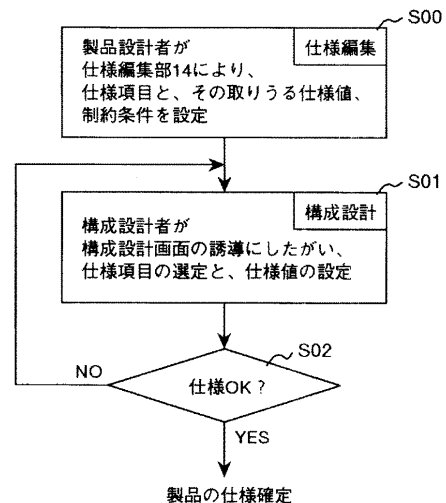 S00
仕様編集
製品設計者が
仕様編集部14により、
仕様項目と、その取りうる仕様値、
制約条件を設定
S01
構成設計
構成設計者が
構成設計画面の誘導にしたがい、
仕様項目の選定と、仕様値の設定
S02
NO
仕様OK？
YES
製品の仕様確定